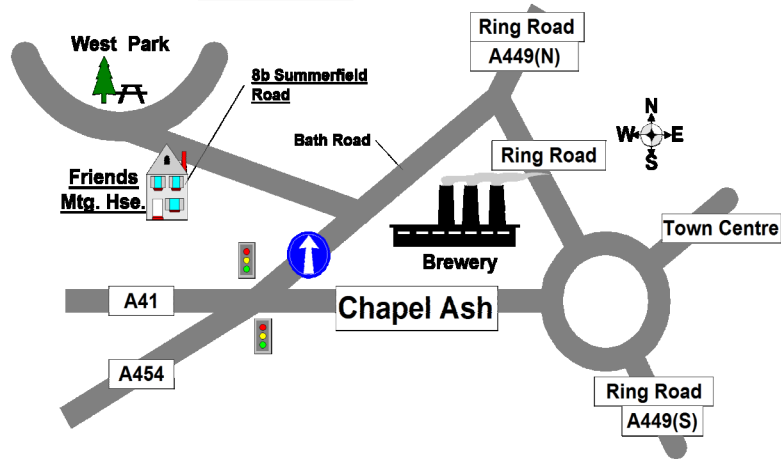 Ring Road
A449(N)
West Park
8b Summerfield
Road
Bath Road
N
W E
S
Ring Road
Friends
Mtg. Hse.
Town Centre
Brewery
A41
Chapel Ash
A454
Ring Road
A449(S)